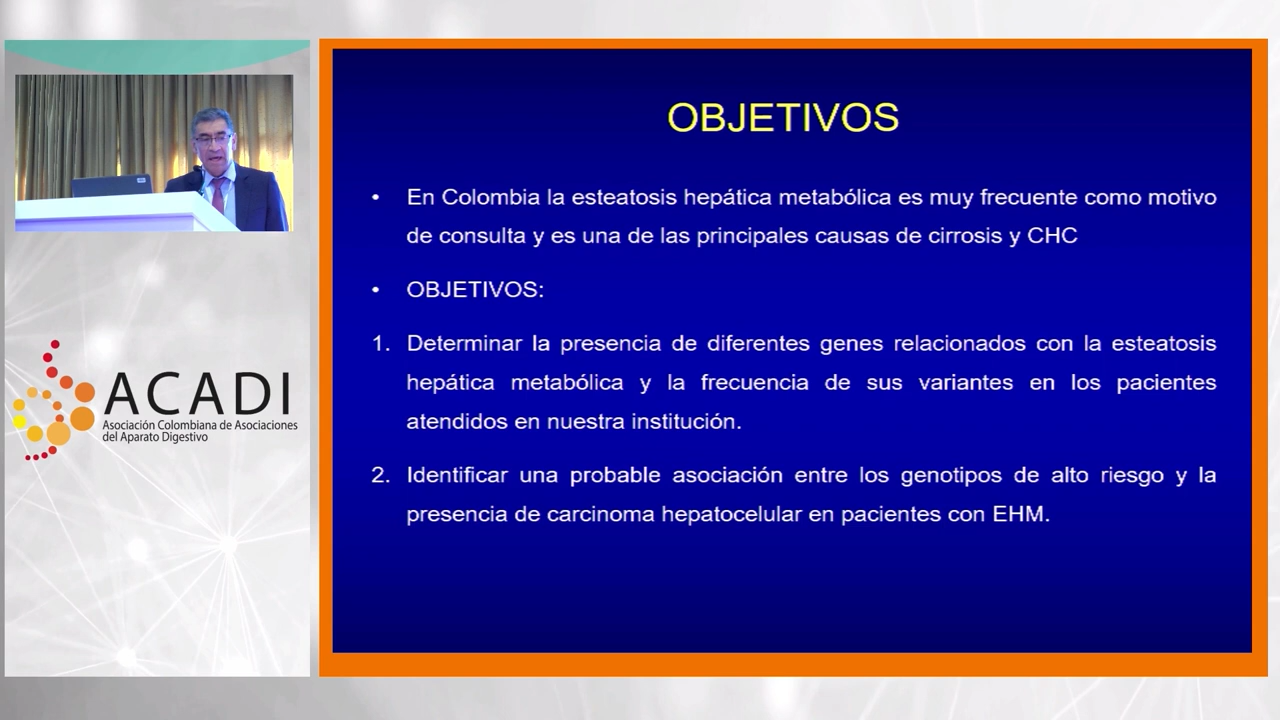 OBJETIVOS
• En Colombia la esteatosis hepática metabólica es muy frecuente como motivo
de consulta y es una de las principales causas de cirrosis y CHC
• OBJETIVOS:
1. Determinar la presencia de diferentes genes relacionados con la esteatosis
hepática metabólica y la frecuencia de sus variantes en los pacientes
atendidos en nuestra institución.
2. Identificar una probable asociación entre los genotipos de alto riesgo y la
presencia de carcinoma hepatocelular en pacientes con EHM.
ACADI
Asociación Colombiana de Asociaciones
del Aparato Digestivo